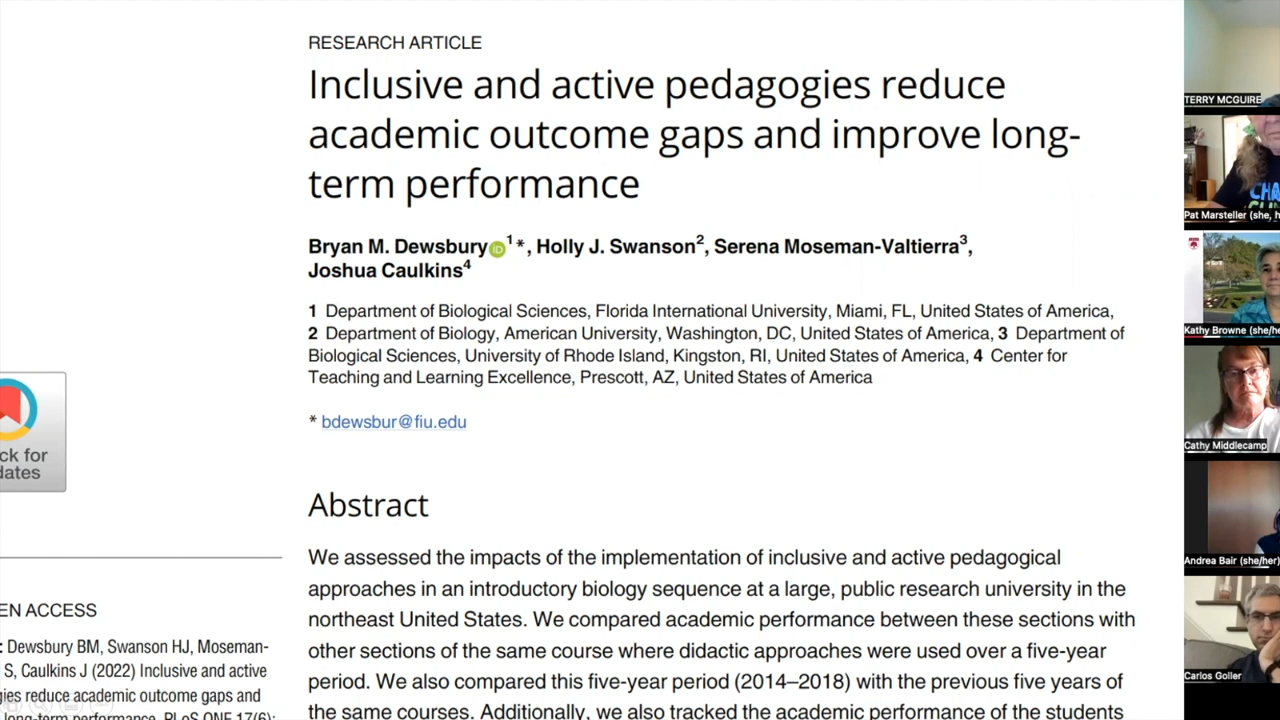 RESEARCH ARTICLE
Inclusive and active pedagogies reduce
academic outcome gaps and improve long-
term performance
Bryan M. Dewsbury iD 1*, Holly J. Swanson2, Serena Moseman-Valtierra3,
Joshua Caulkins4
1 Department of Biological Sciences, Florida International University, Miami, FL, United States of America,
2 Department of Biology, American University, Washington, DC, United States of America, 3 Department of
Biological Sciences, University of Rhode Island, Kingston, RI, United States of America, 4 Center for
Teaching and Learning Excellence, Prescott, AZ, United States of America
* bdewsbur@fiu.edu
Abstract
We assessed the impacts of the implementation of inclusive and active pedagogical
approaches in an introductory biology sequence at a large, public research university in the
northeast United States. We compared academic performance between these sections with
other sections of the same course where didactic approaches were used over a five-year
period. We also compared this five-year period (2014–2018) with the previous five years of
the same courses. Additionally, we also tracked the academic performance of the students
ck for
dates
EN ACCESS
: Dewsbury BM, Swanson HJ, Moseman-
S, Caulkins J (2022) Inclusive and active
gies reduce academic outcome gaps and
long-term performance. PLoS ONE 17(6):
TERRY MCGUIRE
CHA
Pat Marsteller (she, h
Kathy Browne (she/he
Cathy Middlecamp
Andrea Bair (she/her)
Carlos Goller